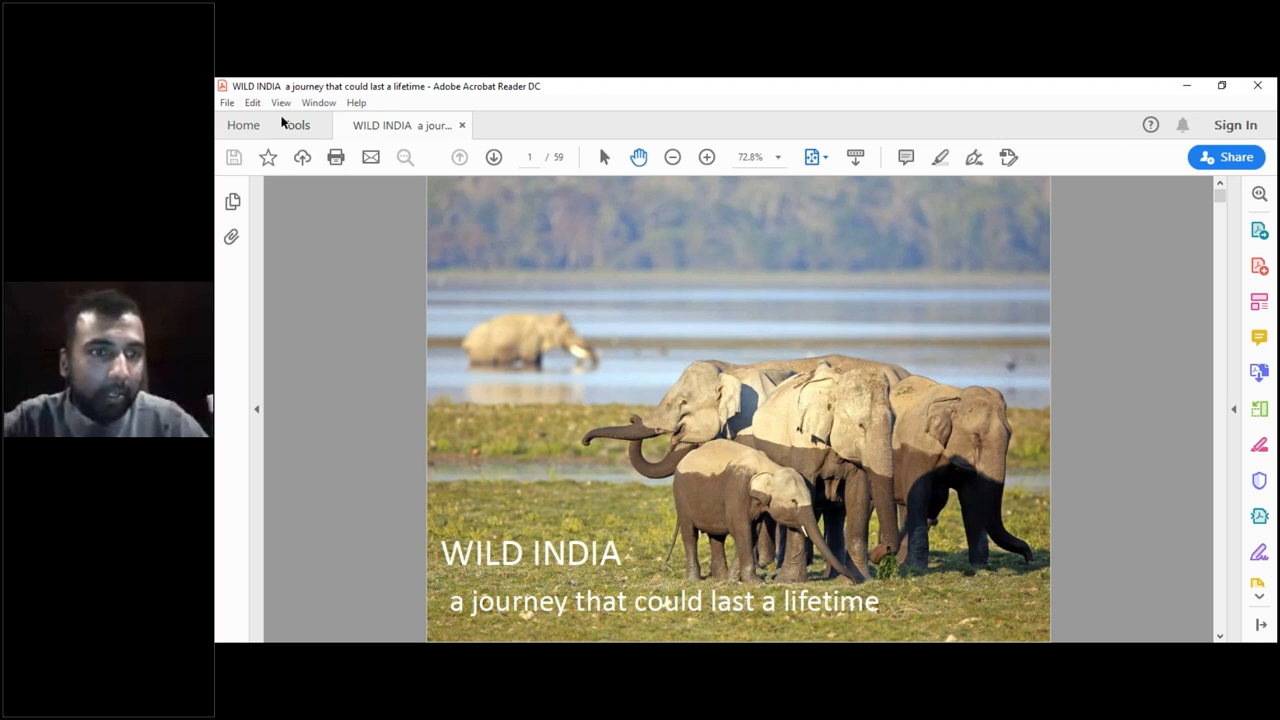 WILD INDIA  a journey that could last a lifetime - Adobe Acrobat Reader DC
File Edit View Window Help
Home Tools WILD INDIA  a jour... Sign In
1 / 59 72.8% Share
WILD INDIA
a journey that could last a lifetime